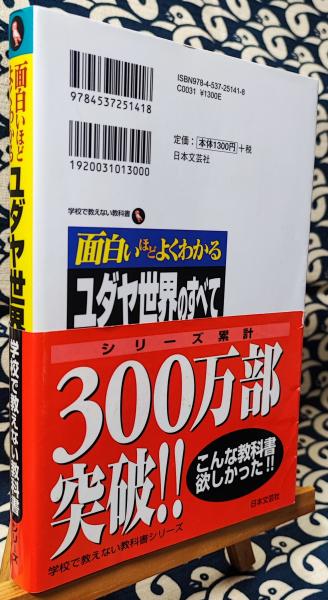 面白いほど
ユダヤ世界
学校で教えない教科書シリーズ
ISBN978-4-537-25141-8
C0031 ¥1300E
9784537251418
定価：本体1300円＋税
日本文芸社
1920031013000
学校で教えない教科書
面白いほどよくわかる
ユダヤ世界のすべて
シリーズ累計
300万部
突破!!
こんな教科書
欲しかった!!
日本文芸社
学校で教えない教科書シリーズ